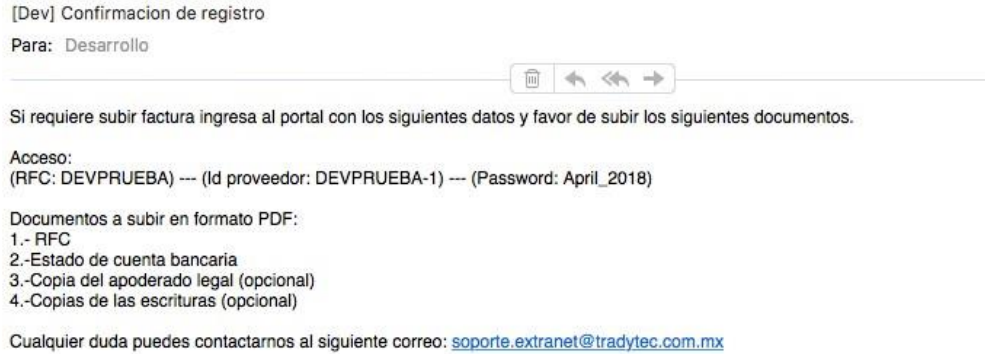 [Dev] Confirmacion de registro
Para: Desarrollo
Si requiere subir factura ingresa al portal con los siguientes datos y favor de subir los siguientes documentos.
Acceso:
(RFC: DEVPRUEBA) --- (Id proveedor: DEVPRUEBA-1) --- (Password: April_2018)
Documentos a subir en formato PDF:
1.- RFC
2.-Estado de cuenta bancaria
3.-Copia del apoderado legal (opcional)
4.-Copias de las escrituras (opcional)
Cualquier duda puedes contactarnos al siguiente correo: soporte.extranet@tradytec.com.mx